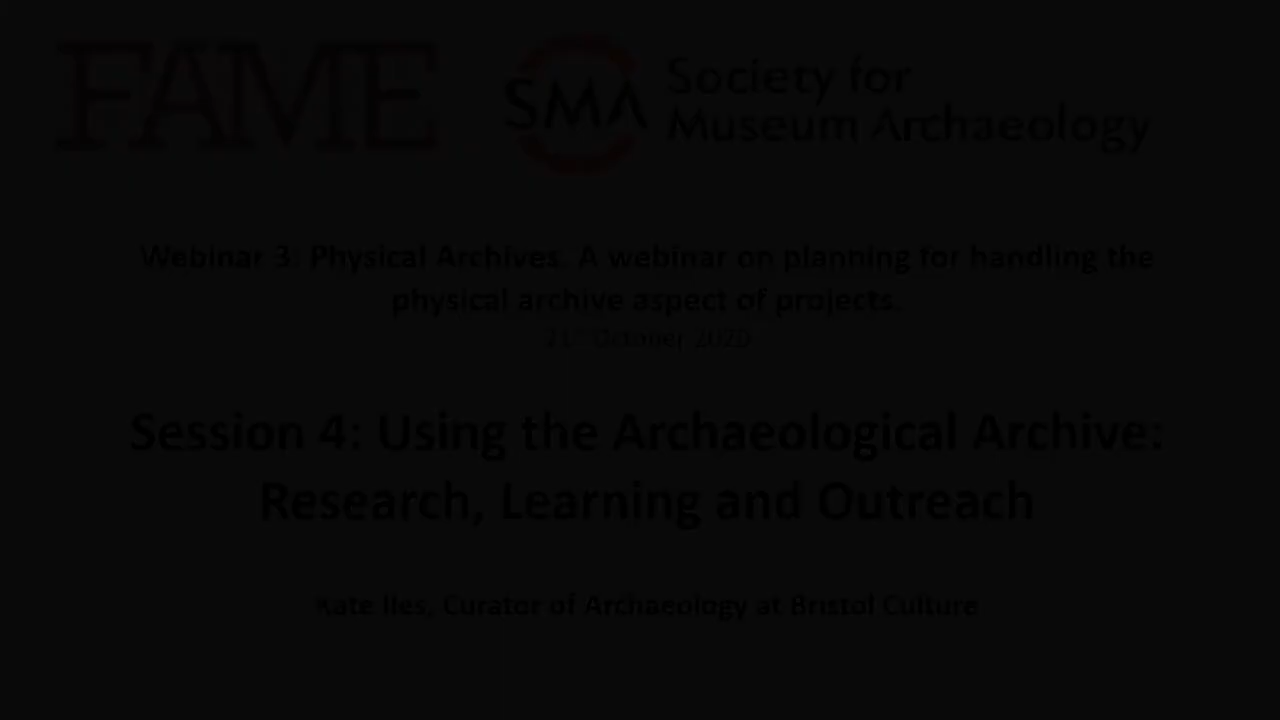 FAME
SMA
Society for
Museum Archaeology
Webinar 3: Physical Archives. A webinar on planning for handling the
physical archive aspect of projects.
21st October 2020
Session 4: Using the Archaeological Archive:
Research, Learning and Outreach
Kate Iles, Curator of Archaeology at Bristol Culture